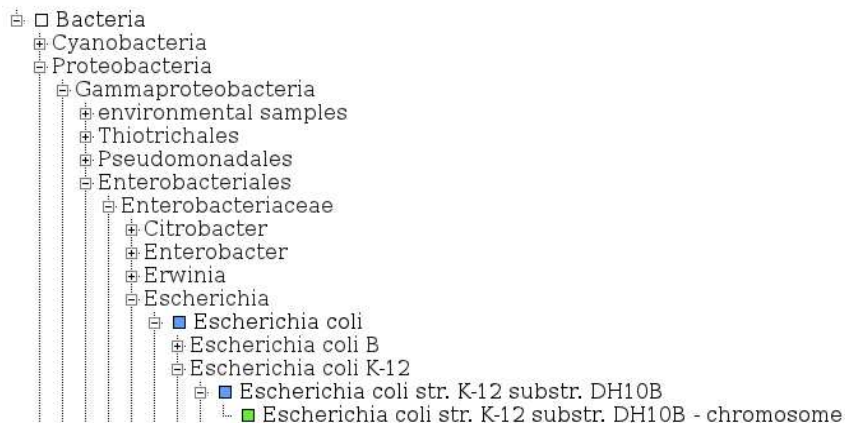 Bacteria
Cyanobacteria
Proteobacteria
Gammaproteobacteria
environmental samples
Thiotrichales
Pseudomonadales
Enterobacteriales
Enterobacteriaceae
Citrobacter
Enterobacter
Erwinia
Escherichia
Escherichia coli
Escherichia coli B
Escherichia coli K-12
Escherichia coli str. K-12 substr. DH10B
Escherichia coli str. K-12 substr. DH10B - chromosome